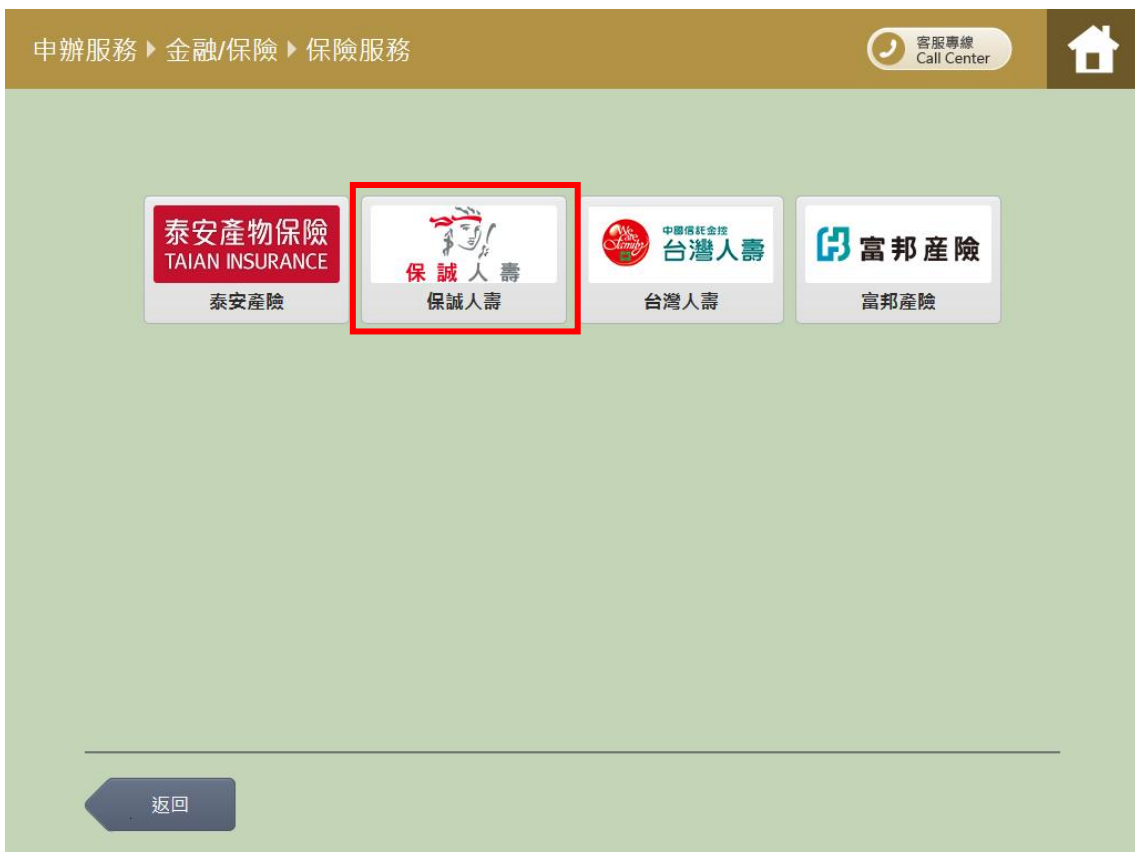 申辦服務 金融/保險 保險服務
客服專線
Call Center
泰安產物保險
TAIAN INSURANCE
泰安產險
保誠人壽
保誠人壽
We Are Family
中國信託金控
台灣人壽
台灣人壽
富邦產險
富邦產險
返回